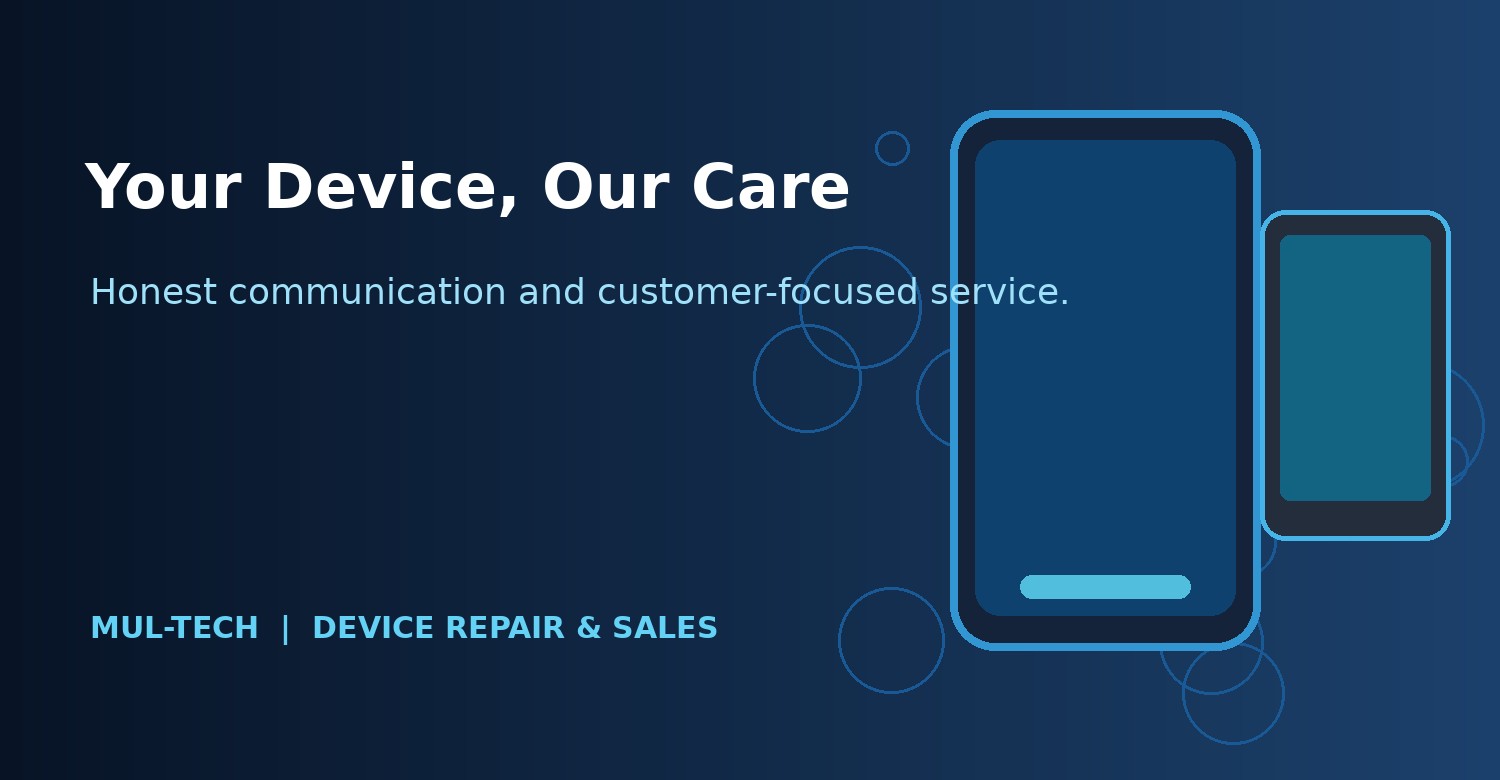 Your Device, Our Care
Honest communication and customer-focused service.
MUL-TECH | DEVICE REPAIR & SALES